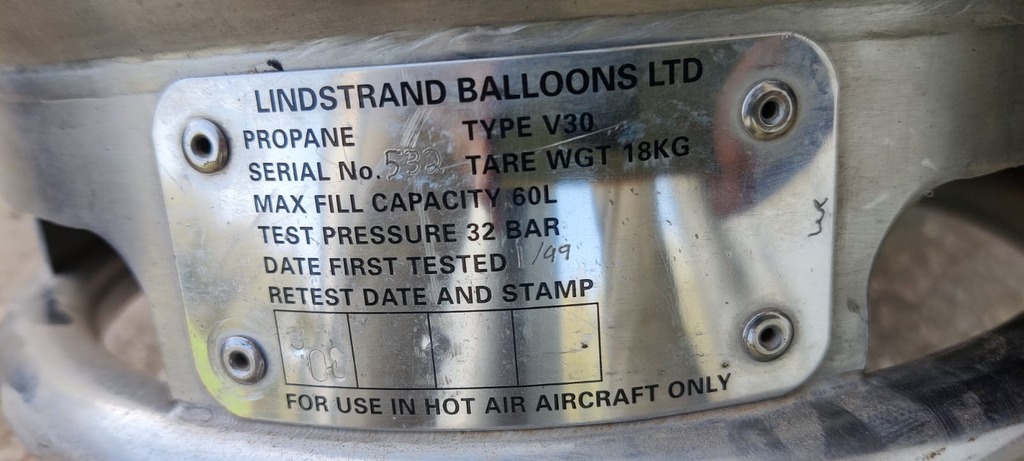 LINDSTRAND BALLOONS LTD
PROPANE TYPE V30
SERIAL No. 532 TARE WGT 18KG
MAX FILL CAPACITY 60L
TEST PRESSURE 32 BAR
DATE FIRST TESTED 1/99
RETEST DATE AND STAMP
FOR USE IN HOT AIR AIRCRAFT ONLY